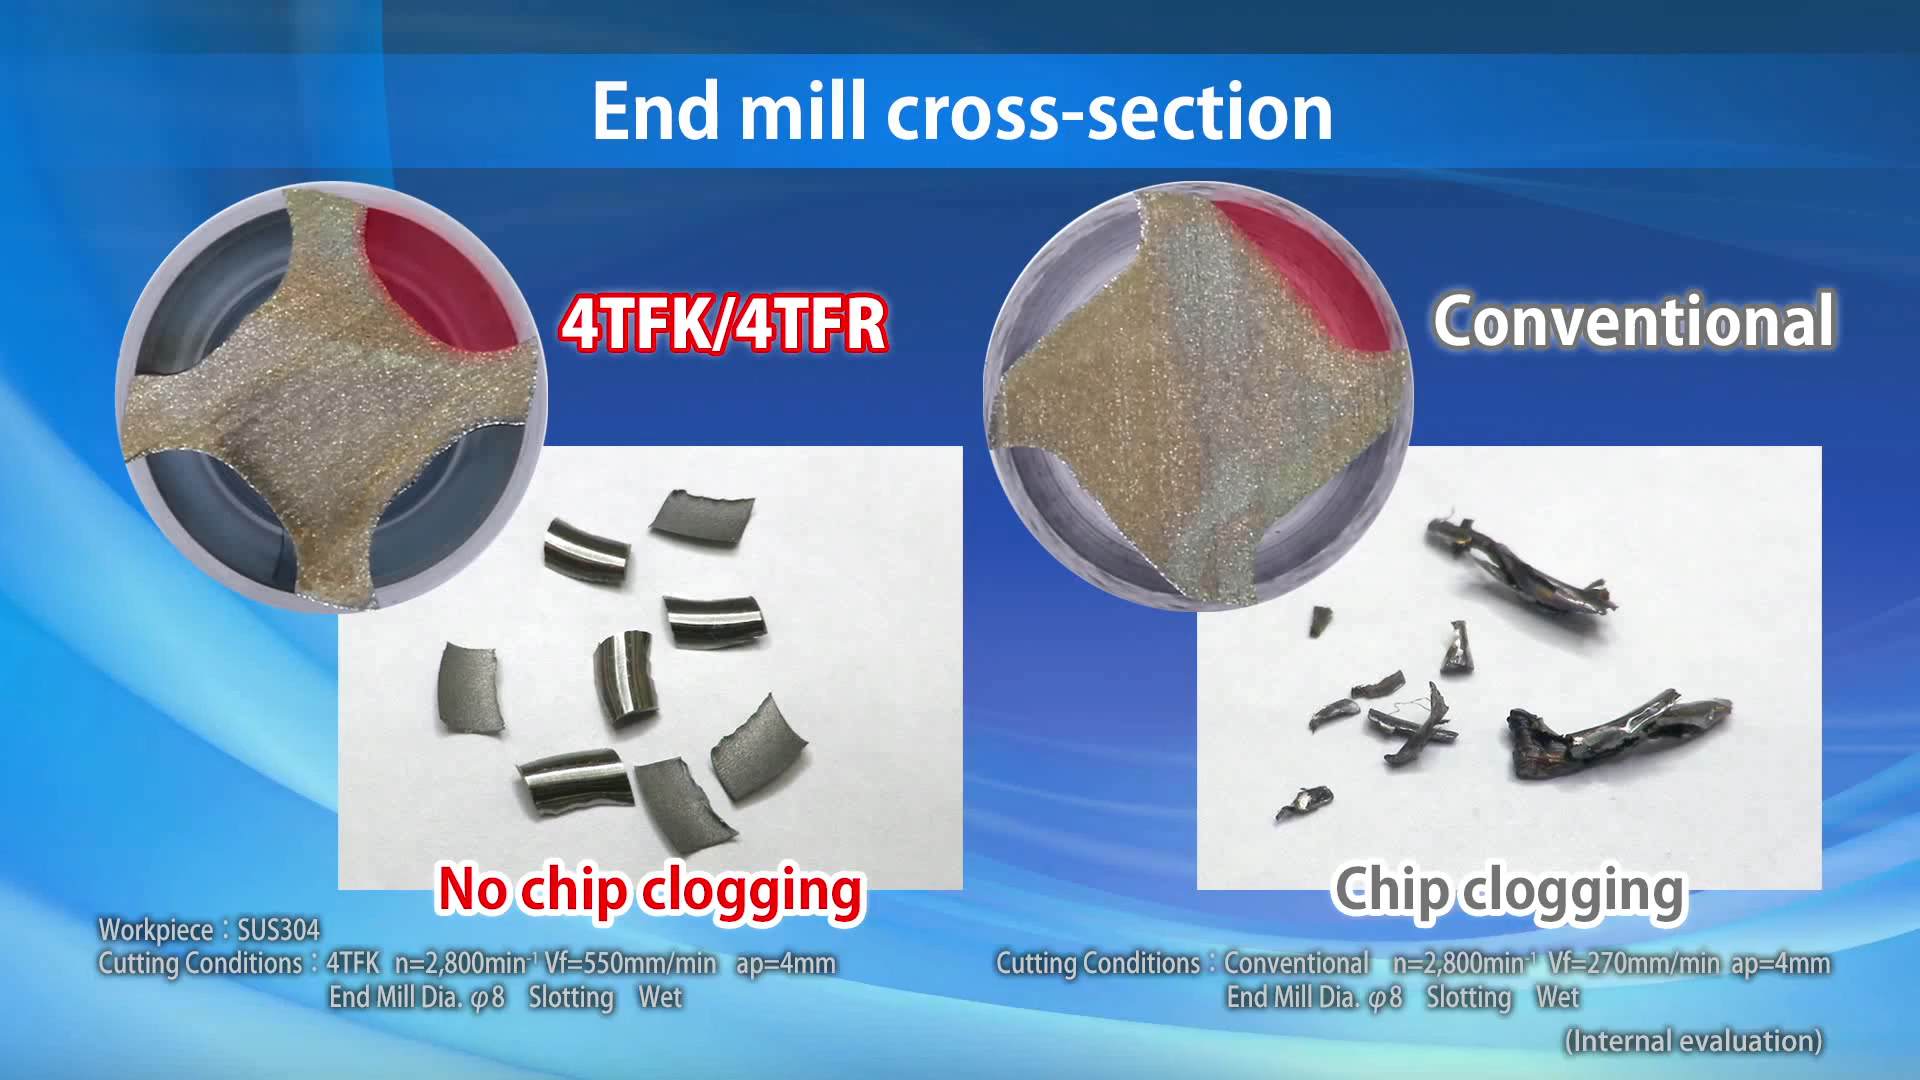 End mill cross-section
4TFK/4TFR
Conventional
No chip clogging
Chip clogging
Workpiece：SUS304
Cutting Conditions：4TFK n=2,800min⁻¹ Vf=550mm/min ap=4mm
End Mill Dia. φ8 Slotting Wet
Cutting Conditions：Conventional n=2,800min⁻¹ Vf=270mm/min ap=4mm
End Mill Dia. φ8 Slotting Wet
(Internal evaluation)